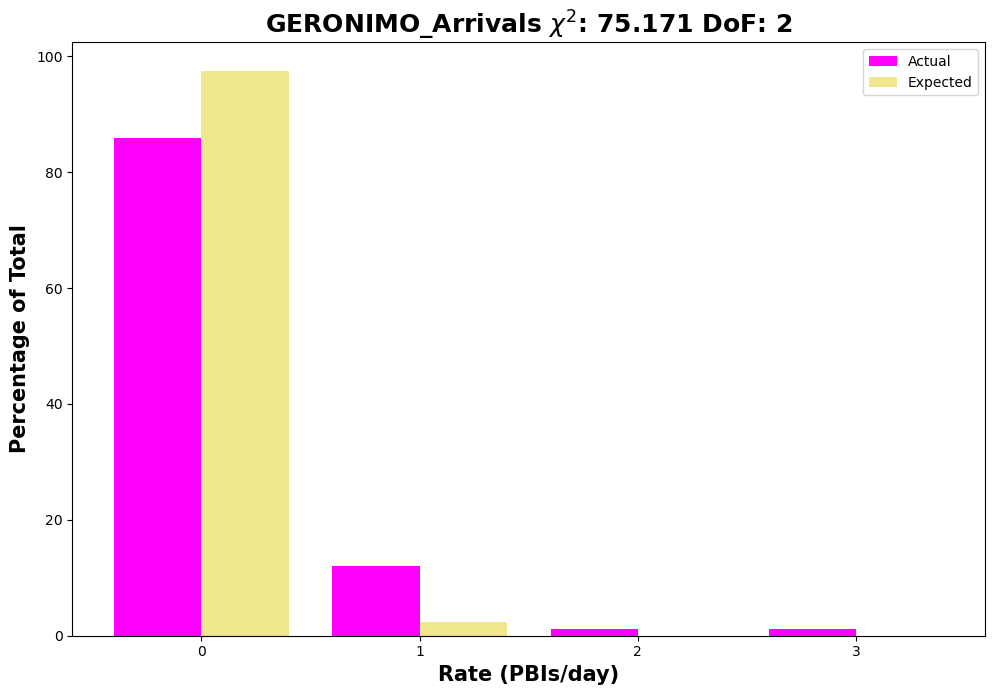 GERONIMO_Arrivals χ²: 75.171 DoF: 2
100
80
60
40
20
0
Percentage of Total
Actual
Expected
0 1 2 3
Rate (PBIs/day)